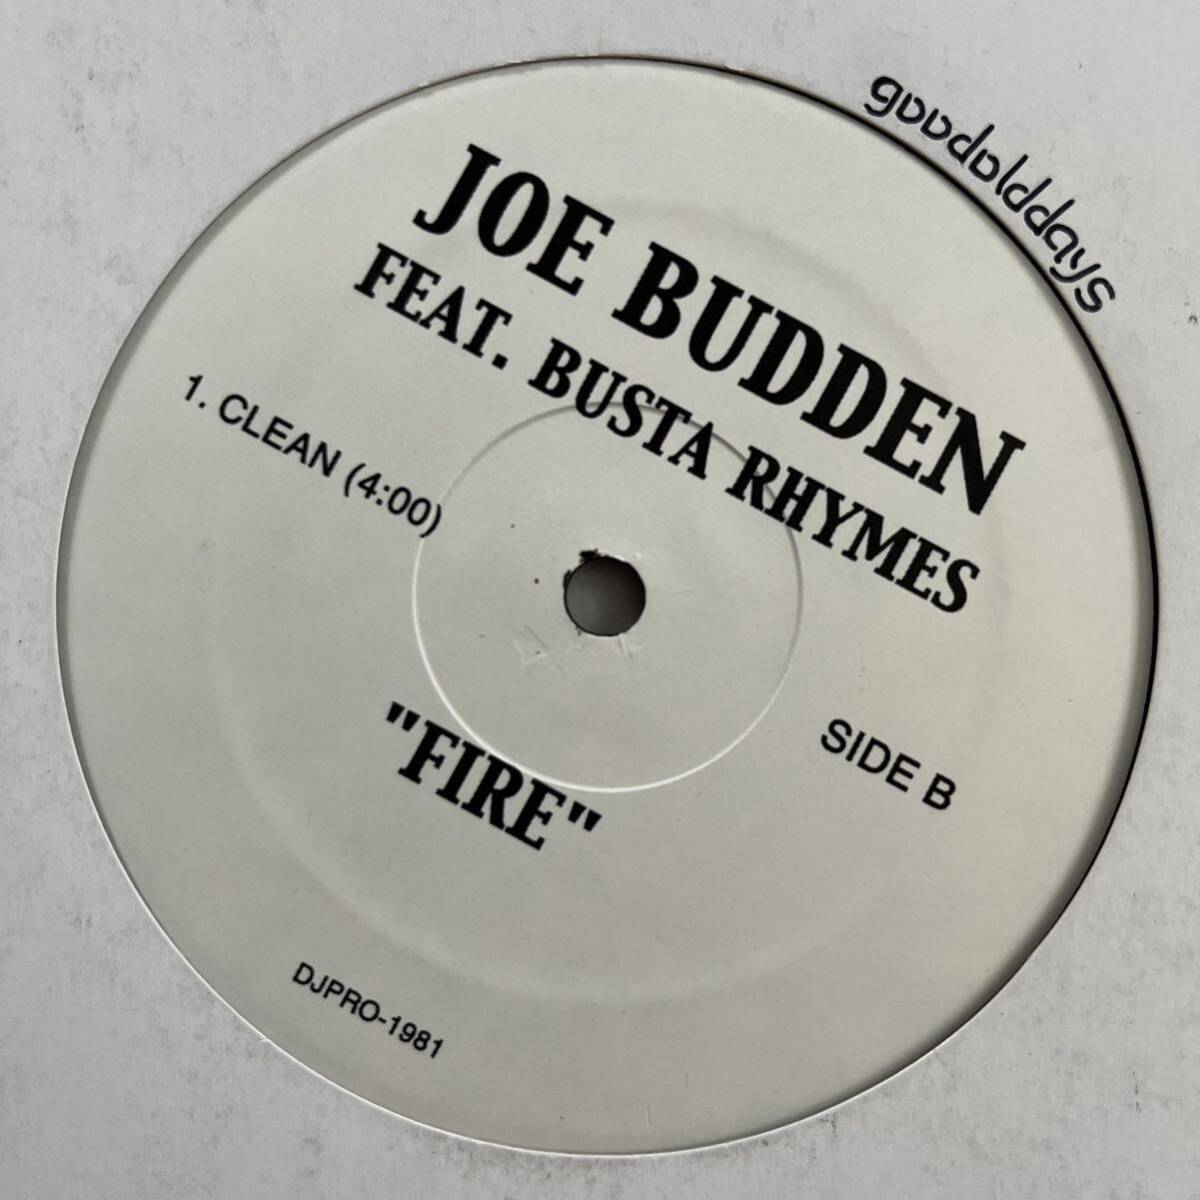 goodolddays
JOE BUDDEN
FEAT. BUSTA RHYMES
1. CLEAN (4:00)
SIDE B
"FIRE"
DJPRO-1981